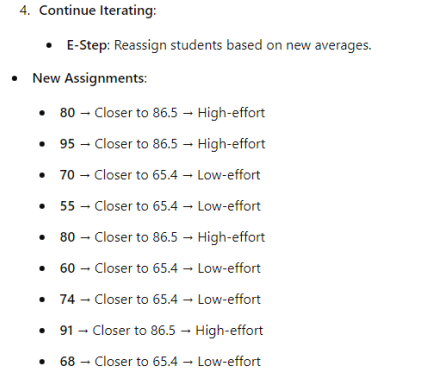 4. Continue Iterating:
• E-Step: Reassign students based on new averages.
• New Assignments:
• 80 → Closer to 86.5 → High-effort
• 95 → Closer to 86.5 → High-effort
• 70 → Closer to 65.4 → Low-effort
• 55 → Closer to 65.4 → Low-effort
• 80 → Closer to 86.5 → High-effort
• 60 → Closer to 65.4 → Low-effort
• 74 → Closer to 65.4 → Low-effort
• 91 → Closer to 86.5 → High-effort
• 68 → Closer to 65.4 → Low-effort